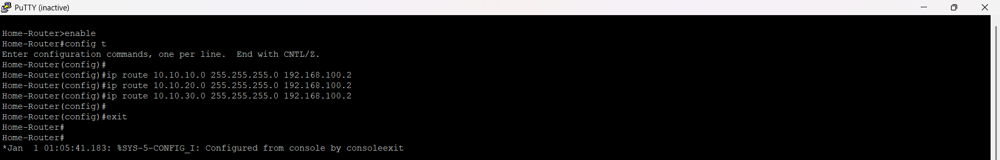 PuTTY (inactive)
Home-Router>enable
Home-Router#config t
Enter configuration commands, one per line.  End with CNTL/Z.
Home-Router(config)#
Home-Router(config)#ip route 10.10.10.0 255.255.255.0 192.168.100.2
Home-Router(config)#ip route 10.10.20.0 255.255.255.0 192.168.100.2
Home-Router(config)#ip route 10.10.30.0 255.255.255.0 192.168.100.2
Home-Router(config)#
Home-Router(config)#exit
Home-Router#
Home-Router#
*Jan  1 01:05:41.183: %SYS-5-CONFIG_I: Configured from console by consoleexit